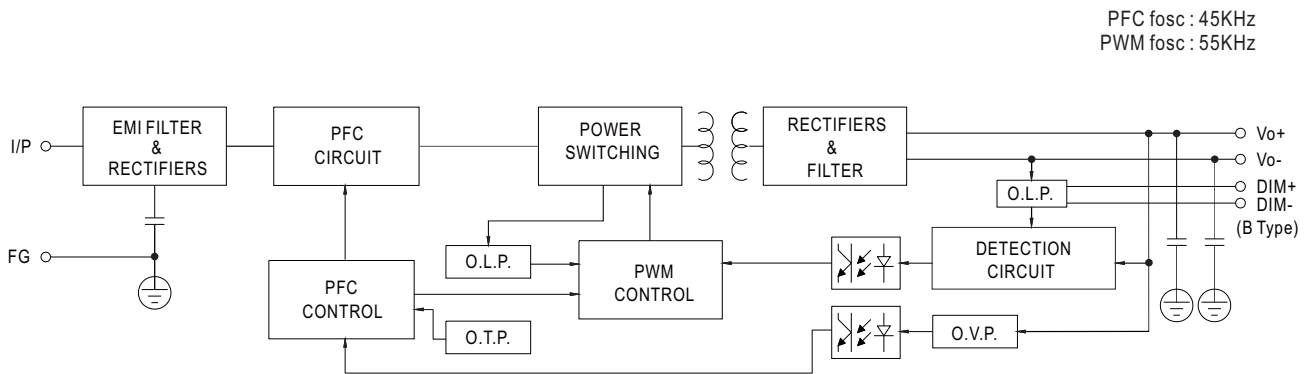 PFC fosc : 45KHz
PWM fosc : 55KHz
I/P
EMI FILTER
&
RECTIFIERS
PFC
CIRCUIT
POWER
SWITCHING
RECTIFIERS
&
FILTER
Vo+
Vo-
DIM+
DIM-
(B Type)
O.L.P.
FG
O.L.P.
PFC
CONTROL
PWM
CONTROL
DETECTION
CIRCUIT
O.T.P.
O.V.P.